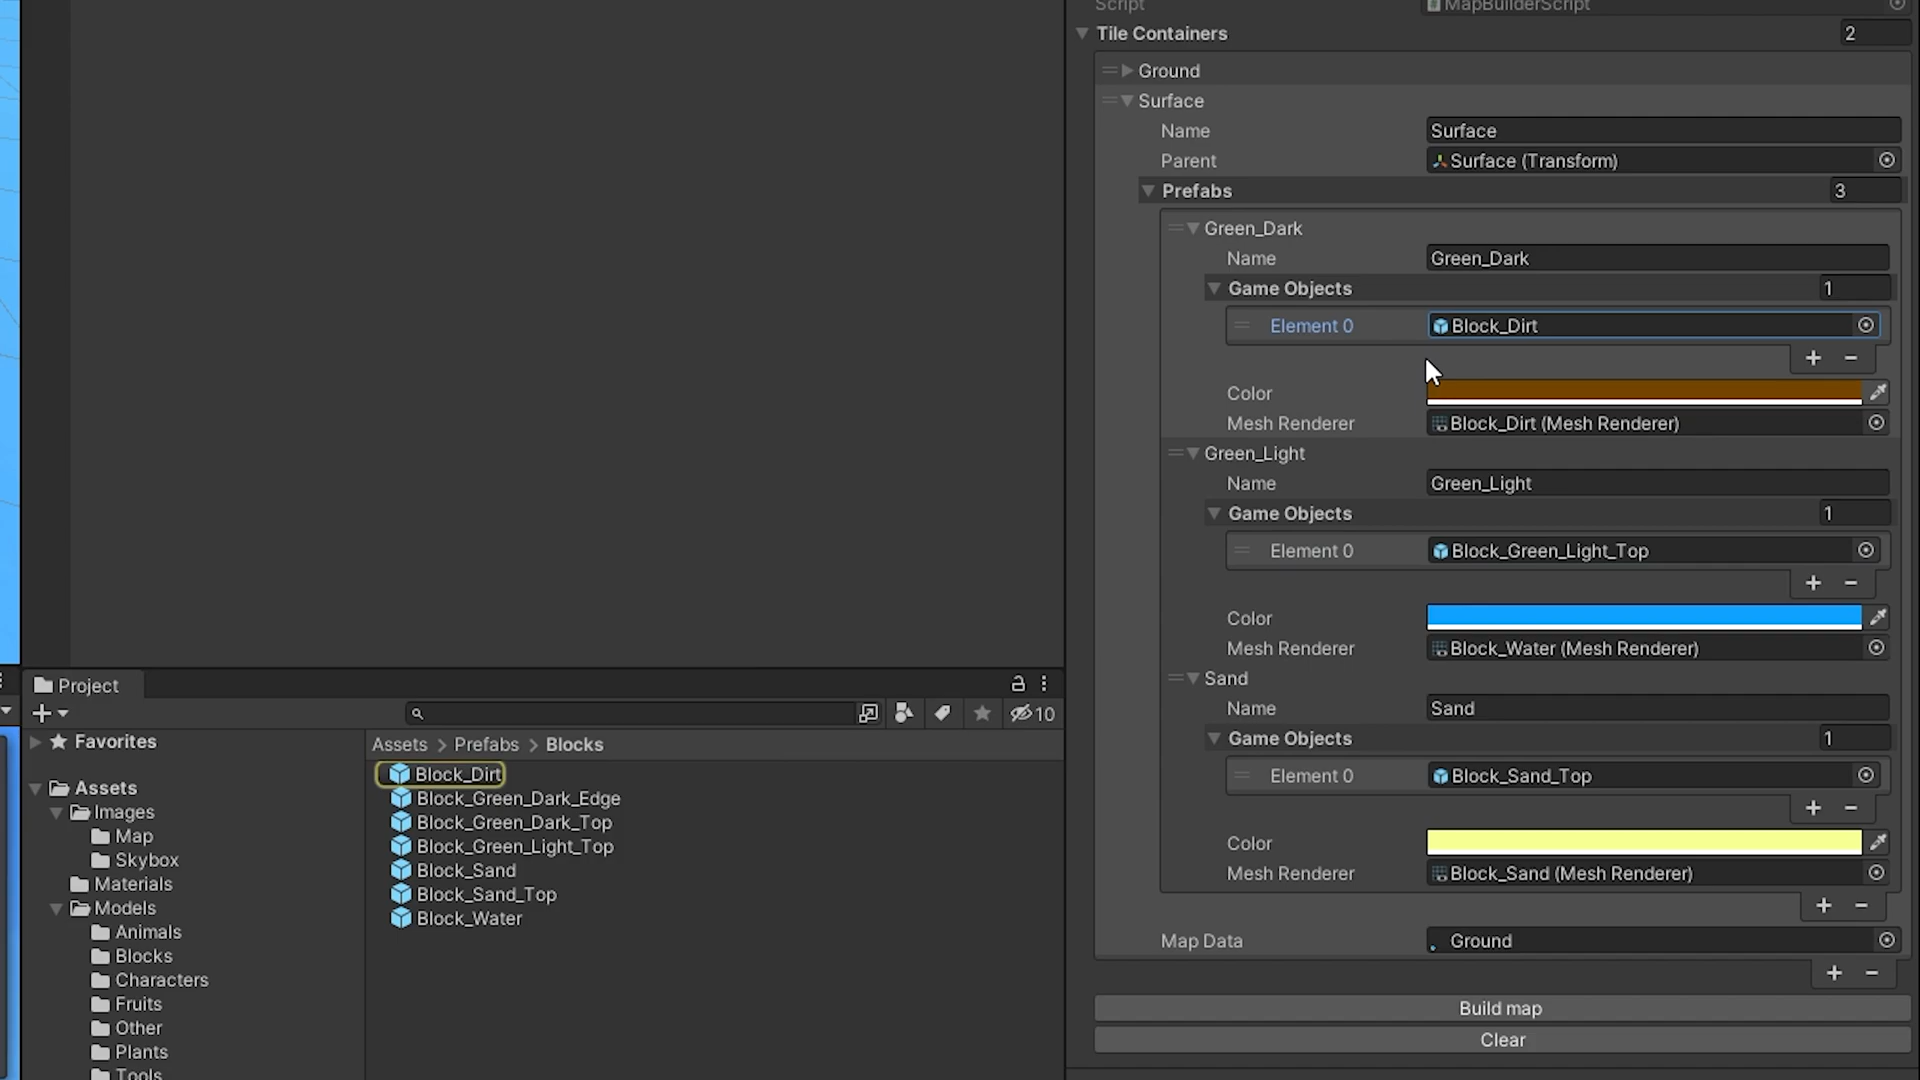 Script
MapBuilderScript
Tile Containers
2
Ground
Surface
Name
Surface
Parent
Surface (Transform)
Prefabs
3
Green_Dark
Name
Green_Dark
Game Objects
1
Element 0
Block_Dirt
+ −
Color
Mesh Renderer
Block_Dirt (Mesh Renderer)
Green_Light
Name
Green_Light
Game Objects
1
Element 0
Block_Green_Light_Top
+ −
Color
Mesh Renderer
Block_Water (Mesh Renderer)
Sand
Name
Sand
Game Objects
1
Element 0
Block_Sand_Top
+ −
Color
Mesh Renderer
Block_Sand (Mesh Renderer)
+ −
Map Data
Ground
+ −
Build map
Clear
Project
+
10
Favorites
Assets
Images
Map
Skybox
Materials
Models
Animals
Blocks
Characters
Fruits
Other
Plants
Tools
Assets > Prefabs > Blocks
Block_Dirt
Block_Green_Dark_Edge
Block_Green_Dark_Top
Block_Green_Light_Top
Block_Sand
Block_Sand_Top
Block_Water